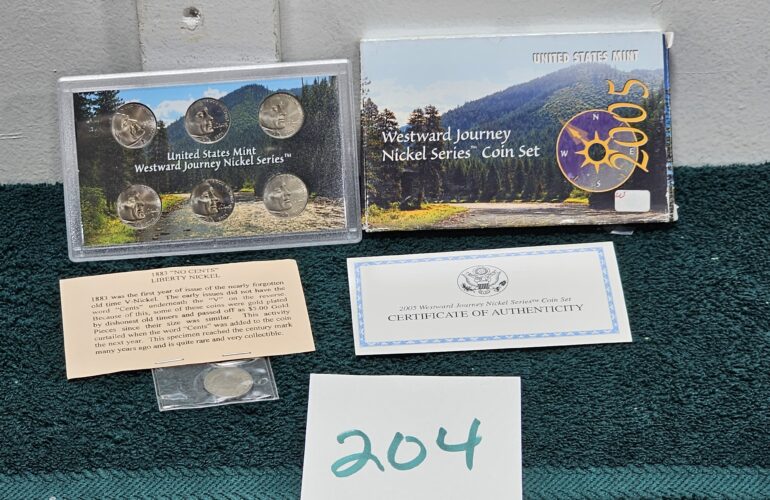 United States Mint
Westward Journey Nickel Series™
UNITED STATES MINT
Westward Journey
Nickel Series™ Coin Set
2005
N
W
E
S
1883 "NO CENTS"
LIBERTY NICKEL
1883 was the first year of issue of the nearly forgotten
old time V-Nickel. The early issues did not have the
word "Cents" underneath the "V" on the reverse.
Because of this, some of those coins were gold plated
by dishonest old timers and passed off as $5.00 Gold
Pieces since their size was similar. This activity
curtailed when the word "Cents" was added to the coin
the next year. This specimen reached the century mark
many years ago and is quite rare and very collectible.
2005 Westward Journey Nickel Series™ Coin Set
CERTIFICATE OF AUTHENTICITY
204